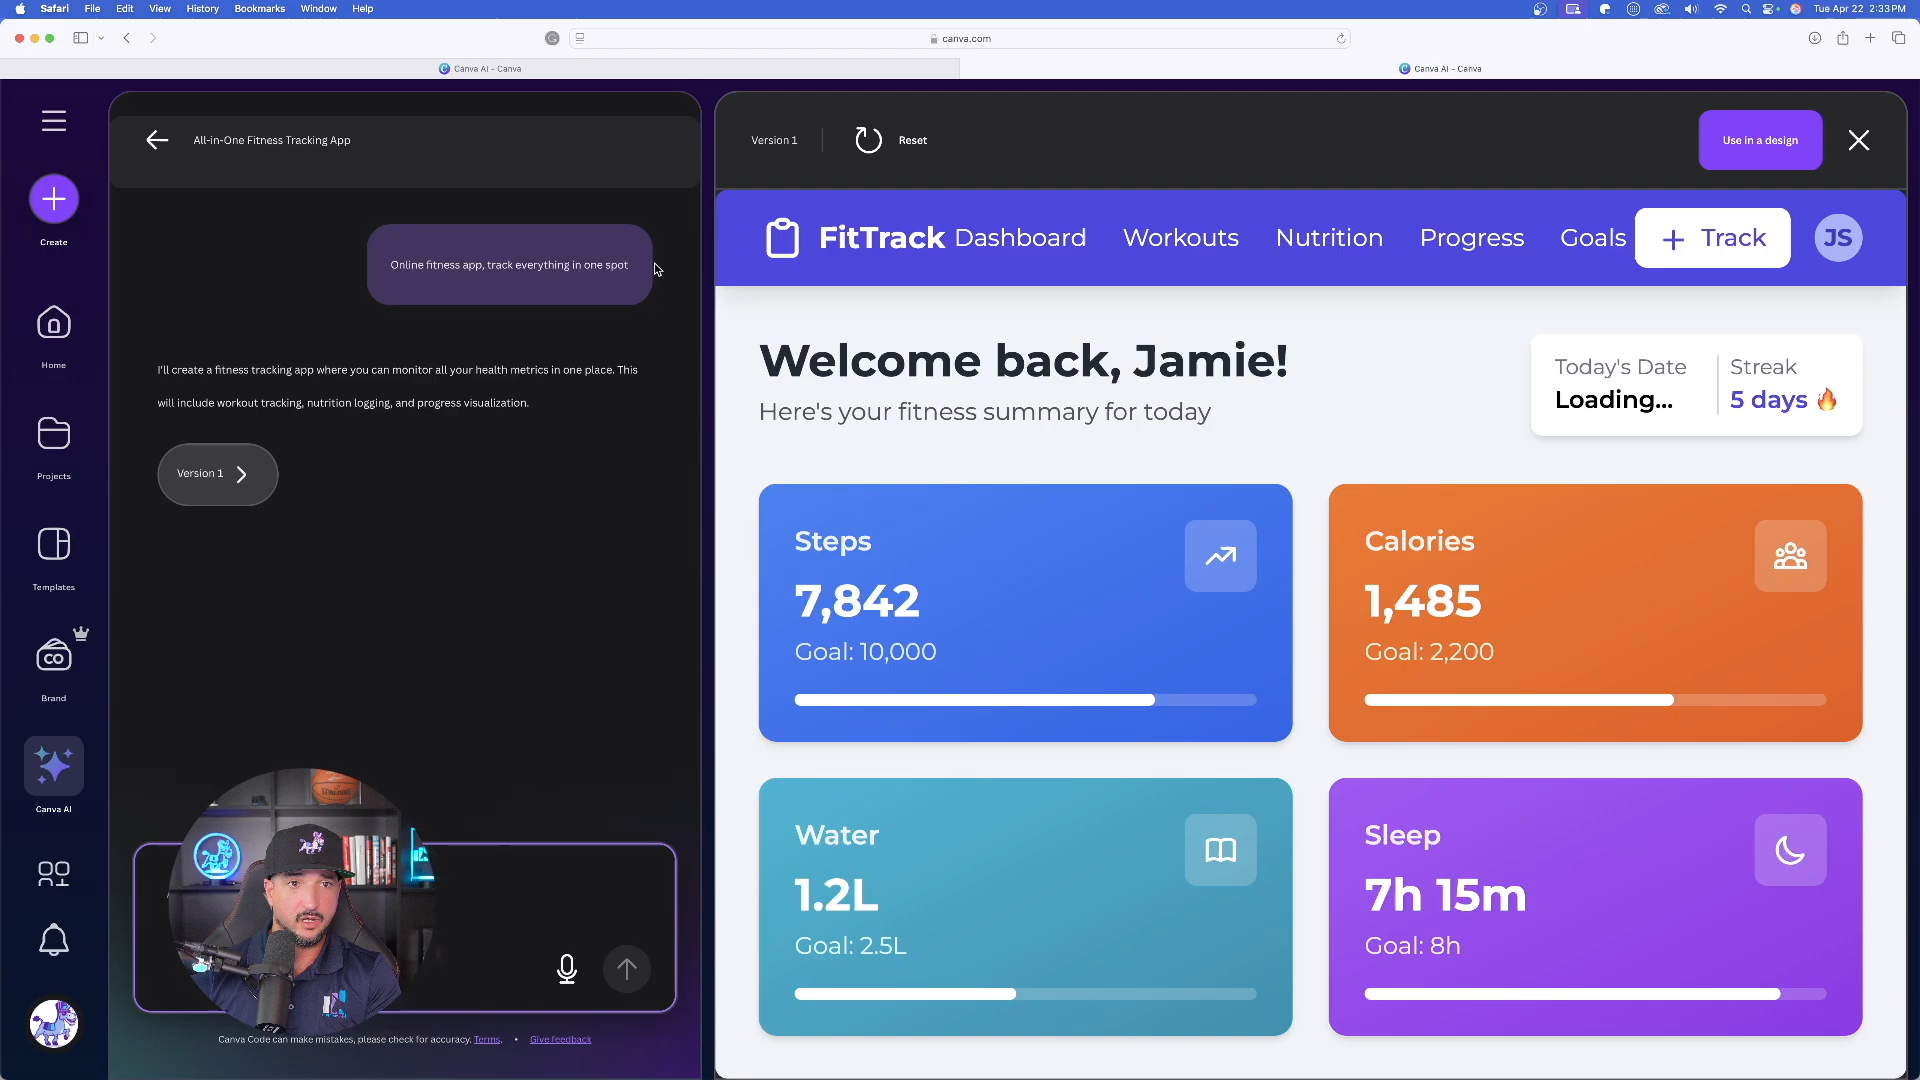 Safari File Edit View History Bookmarks Window Help
Tue Apr 22 2:33 PM
canva.com
Canva AI - Canva
Canva AI - Canva
Create
Home
Projects
Templates
CO
Brand
Canva AI
All-in-One Fitness Tracking App
Online fitness app, track everything in one spot
I'll create a fitness tracking app where you can monitor all your health metrics in one place. This
will include workout tracking, nutrition logging, and progress visualization.
Version 1
SPALDING
Canva Code can make mistakes, please check for accuracy. Terms. • Give feedback
Version 1
Reset
Use in a design
FitTrack Dashboard Workouts Nutrition Progress Goals
+ Track
JS
Welcome back, Jamie!
Here's your fitness summary for today
Today's Date
Loading...
Streak
5 days 🔥
Steps
7,842
Goal: 10,000
Calories
1,485
Goal: 2,200
Water
1.2L
Goal: 2.5L
Sleep
7h 15m
Goal: 8h